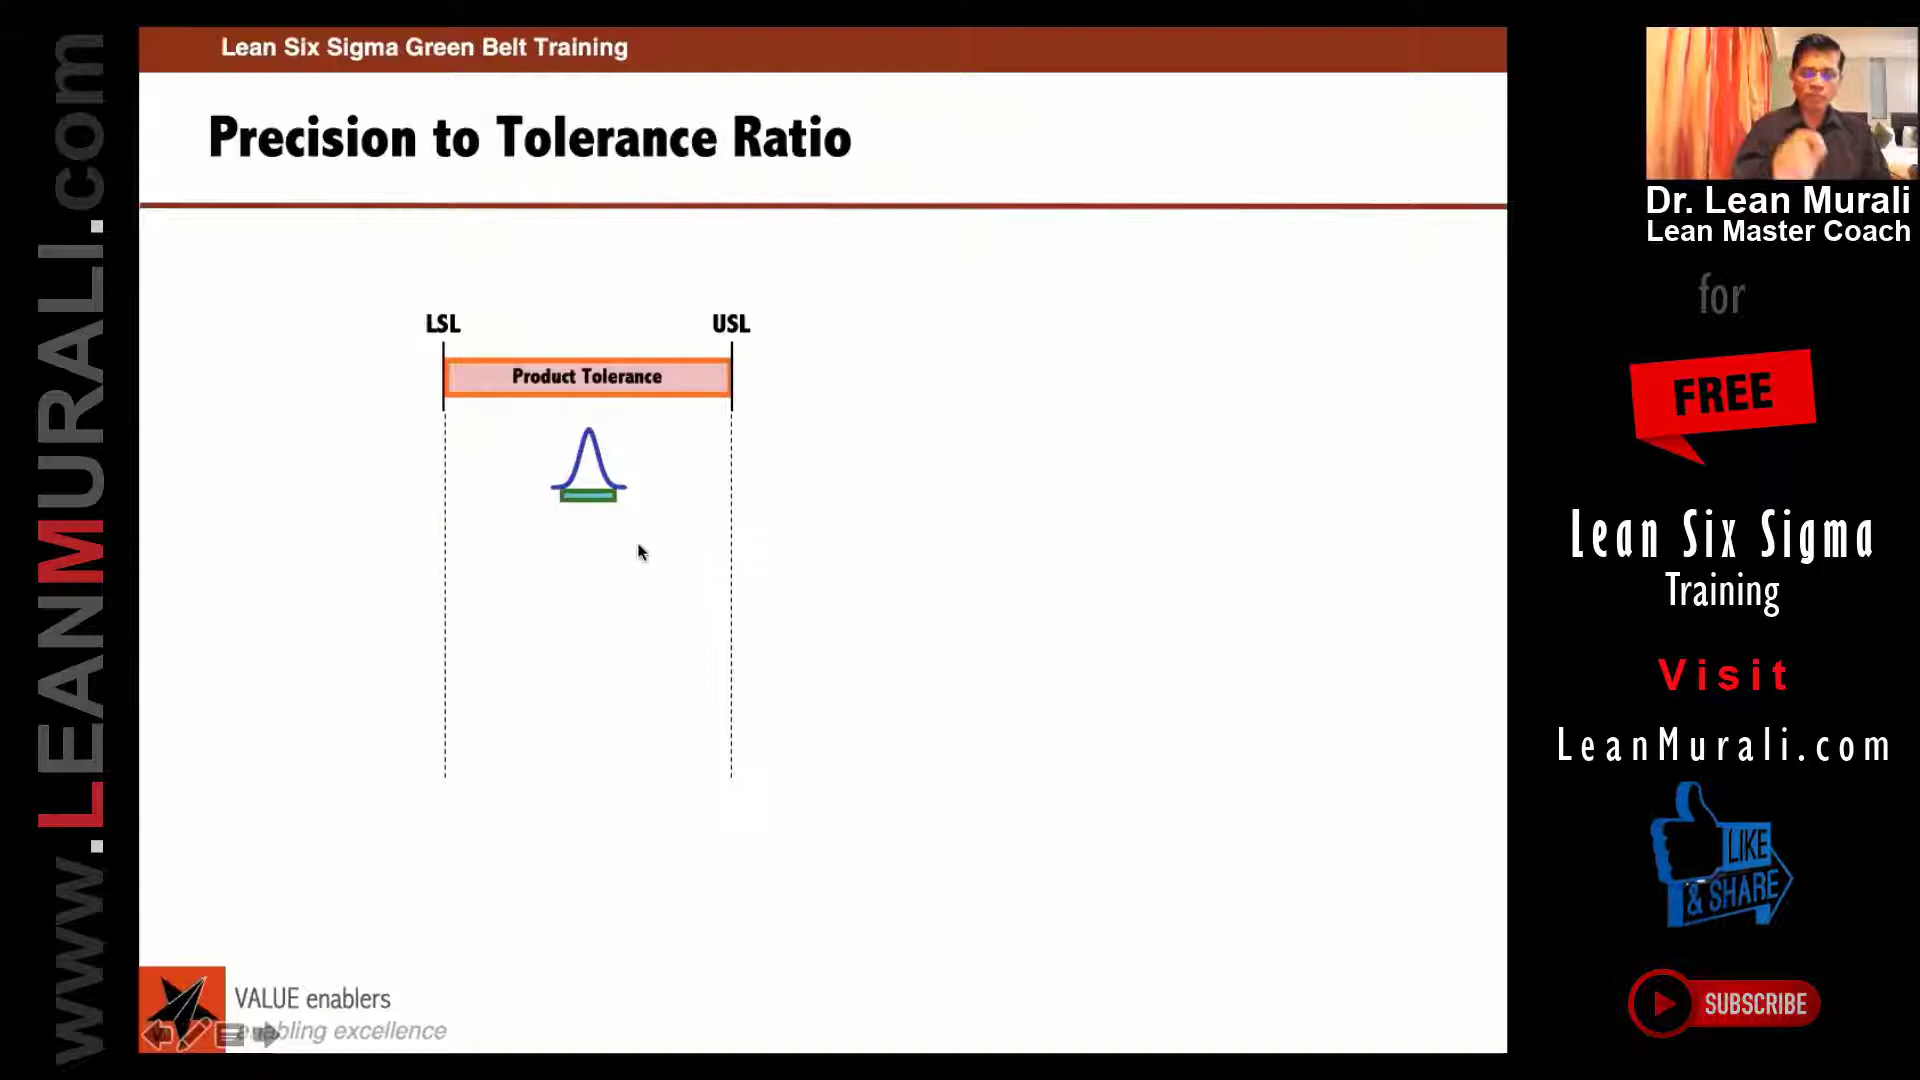 www.LEANMURALI.com
Lean Six Sigma Green Belt Training
Precision to Tolerance Ratio
LSL USL
Product Tolerance
VALUE enablers
enabling excellence
Dr. Lean Murali
Lean Master Coach
for
FREE
Lean Six Sigma
Training
Visit
LeanMurali.com
LIKE
& SHARE
SUBSCRIBE